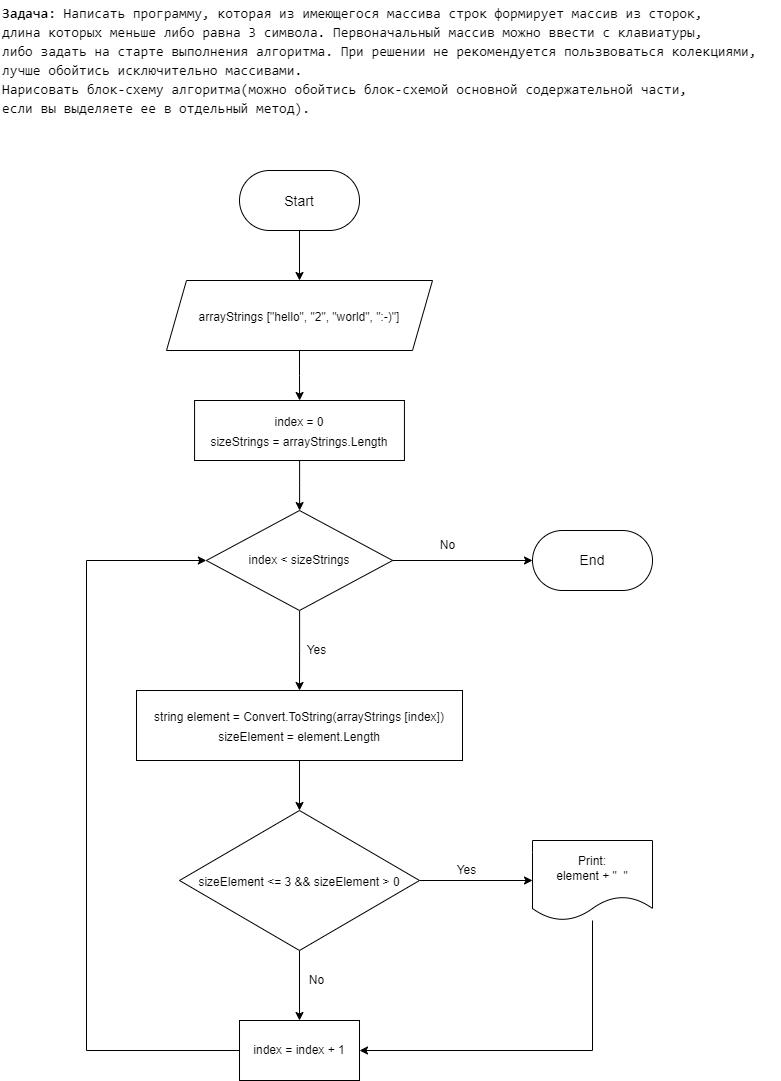 Задача: Написать программу, которая из имеющегося массива строк формирует массив из сторок,
длина которых меньше либо равна 3 символа. Первоначальный массив можно ввести с клавиатуры,
либо задать на старте выполнения алгоритма. При решении не рекомендуется пользвоваться колекциями,
лучше обойтись исключительно массивами.
Нарисовать блок-схему алгоритма(можно обойтись блок-схемой основной содержательной части,
если вы выделяете ее в отдельный метод).
Start
arrayStrings ["hello", "2", "world", ":-)"]
index = 0
sizeStrings = arrayStrings.Length
index < sizeStrings
No
End
Yes
string element = Convert.ToString(arrayStrings [index])
sizeElement = element.Length
sizeElement <= 3 && sizeElement > 0
Yes
Print:
element + "  "
No
index = index + 1